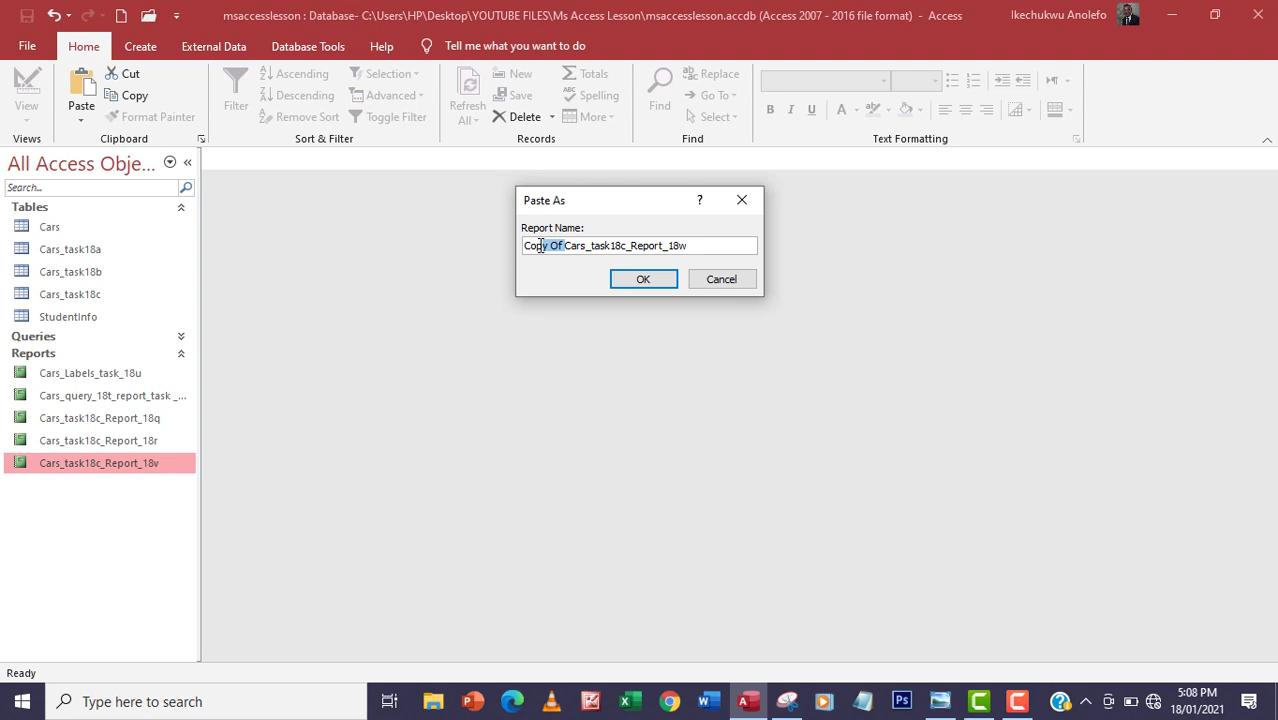 msaccesslesson : Database- C:\Users\HP\Desktop\YOUTUBE FILES\Ms Access Lesson\msaccesslesson.accdb (Access 2007 - 2016 file format) - Access
Ikechukwu Anolefo
File Home Create External Data Database Tools Help Tell me what you want to do
View
Views
Paste
Cut
Copy
Format Painter
Clipboard
Filter
Ascending
Descending
Remove Sort
Selection
Advanced
Toggle Filter
Sort & Filter
Refresh All
New
Save
Delete
Totals
Spelling
More
Records
Find
Replace
Go To
Select
Find
B I U A
Text Formatting
All Access Obje...
Search...
Tables
Cars
Cars_task18a
Cars_task18b
Cars_task18c
StudentInfo
Queries
Reports
Cars_Labels_task_18u
Cars_query_18t_report_task _...
Cars_task18c_Report_18q
Cars_task18c_Report_18r
Cars_task18c_Report_18v
Paste As
?
Report Name:
Copy Of Cars_task18c_Report_18w
OK Cancel
Ready
Type here to search
5:08 PM
18/01/2021